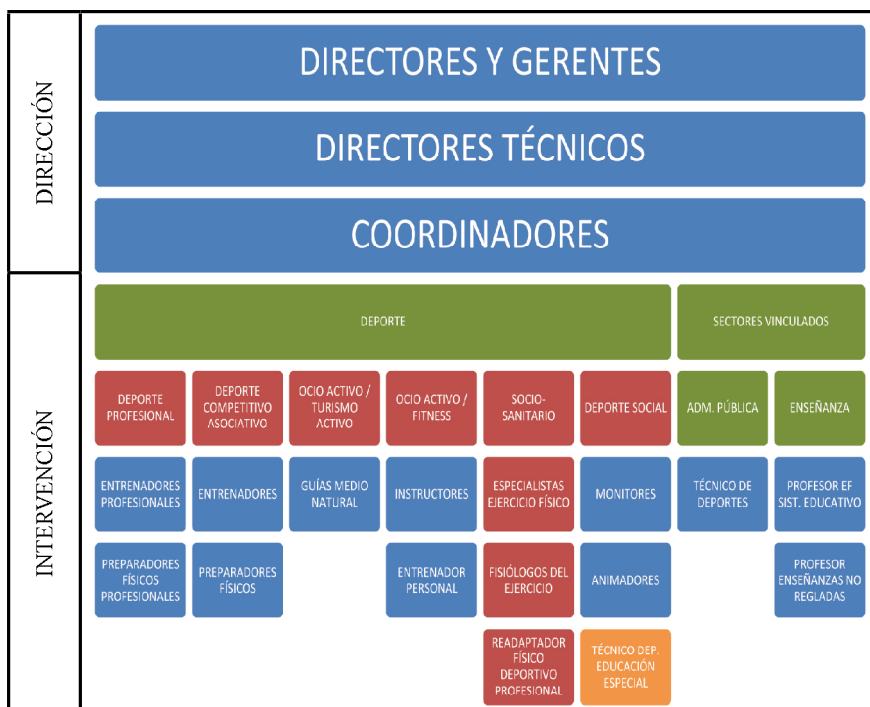 DIRECCIÓN
DIRECTORES Y GERENTES
DIRECTORES TÉCNICOS
COORDINADORES
INTERVENCIÓN
DEPORTE
SECTORES VINCULADOS
DEPORTE
PROFESIONAL
DEPORTE
COMPETITIVO
ASOCIATIVO
OCIO ACTIVO /
TURISMO
ACTIVO
OCIO ACTIVO /
FITNESS
SOCIO-
SANITARIO
DEPORTE SOCIAL
ADM. PÚBLICA
ENSEÑANZA
ENTRENADORES
PROFESIONALES
ENTRENADORES
GUÍAS MEDIO
NATURAL
INSTRUCTORES
ESPECIALISTAS
EJERCICIO FÍSICO
MONITORES
TÉCNICO DE
DEPORTES
PROFESOR EF
SIST. EDUCATIVO
PREPARADORES
FÍSICOS
PROFESIONALES
PREPARADORES
FÍSICOS
ENTRENADOR
PERSONAL
FISIÓLOGOS DEL
EJERCICIO
ANIMADORES
PROFESOR
ENSEÑANZAS NO
REGLADAS
READAPTADOR
FÍSICO
DEPORTIVO
PROFESIONAL
TÉCNICO DEP.
EDUCACIÓN
ESPECIAL